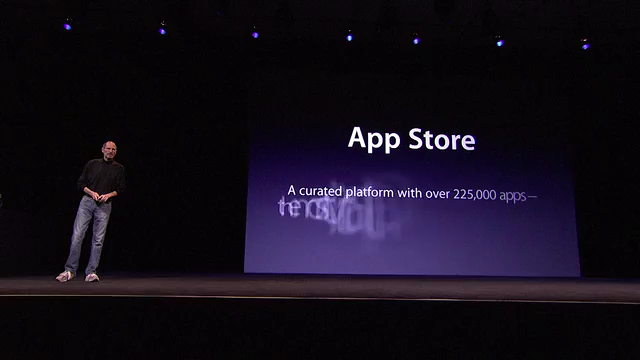 App Store
A curated platform with over 225,000 apps—